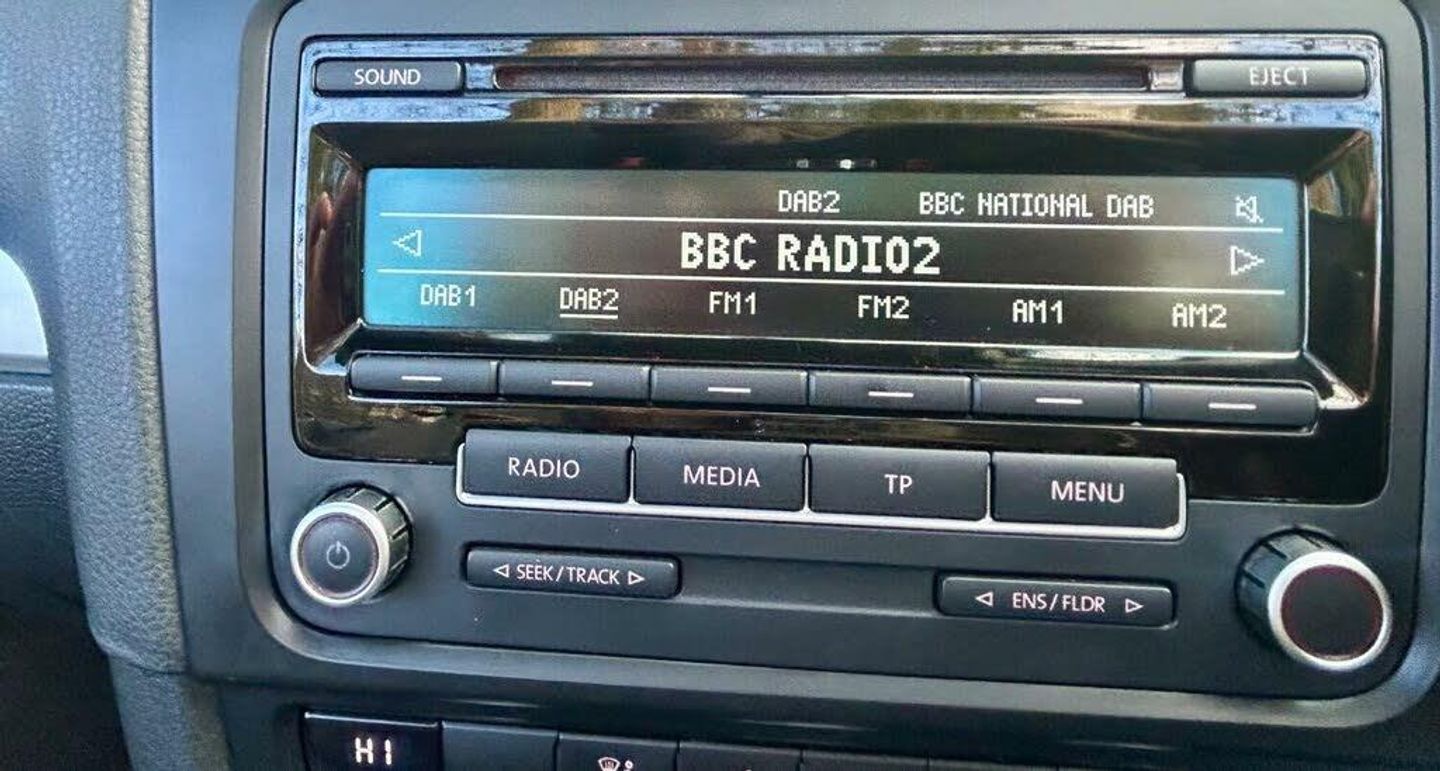 SOUND EJECT
DAB2 BBC NATIONAL DAB
BBC RADIO2
DAB1 DAB2 FM1 FM2 AM1 AM2
RADIO MEDIA TP MENU
SEEK/TRACK ENS/FLDR
HI